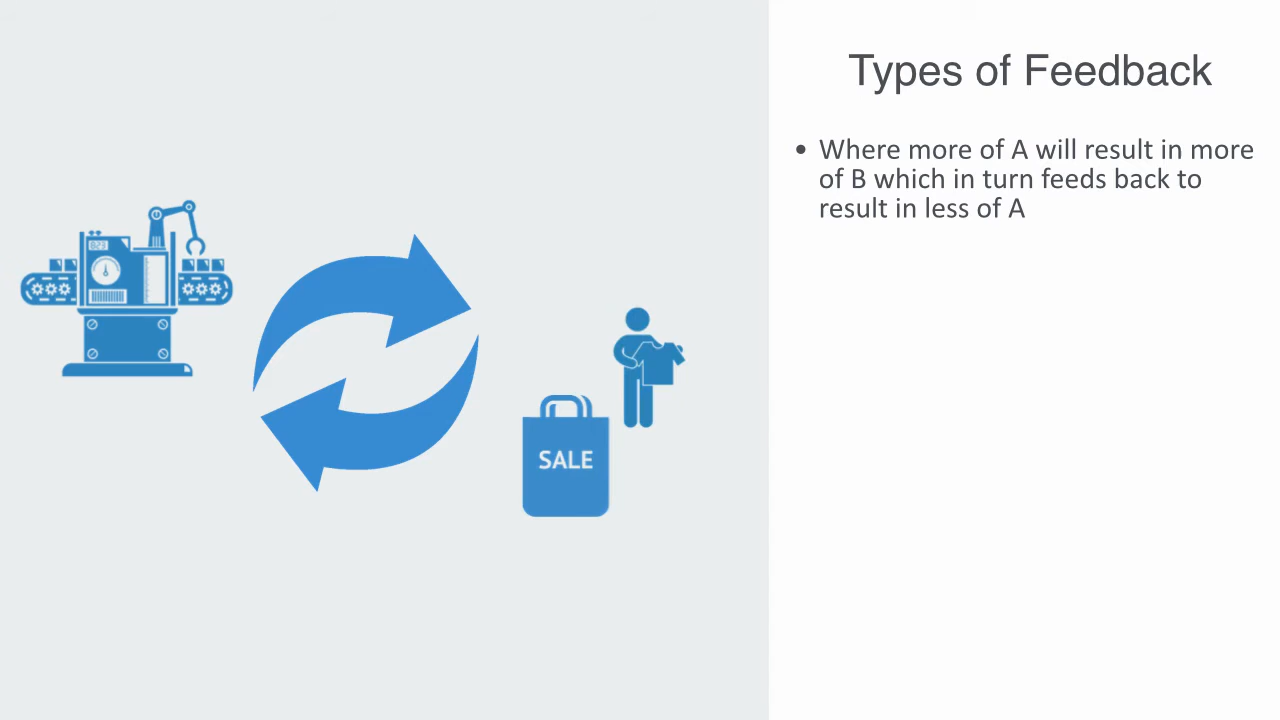 Types of Feedback
• Where more of A will result in more
of B which in turn feeds back to
result in less of A
SALE